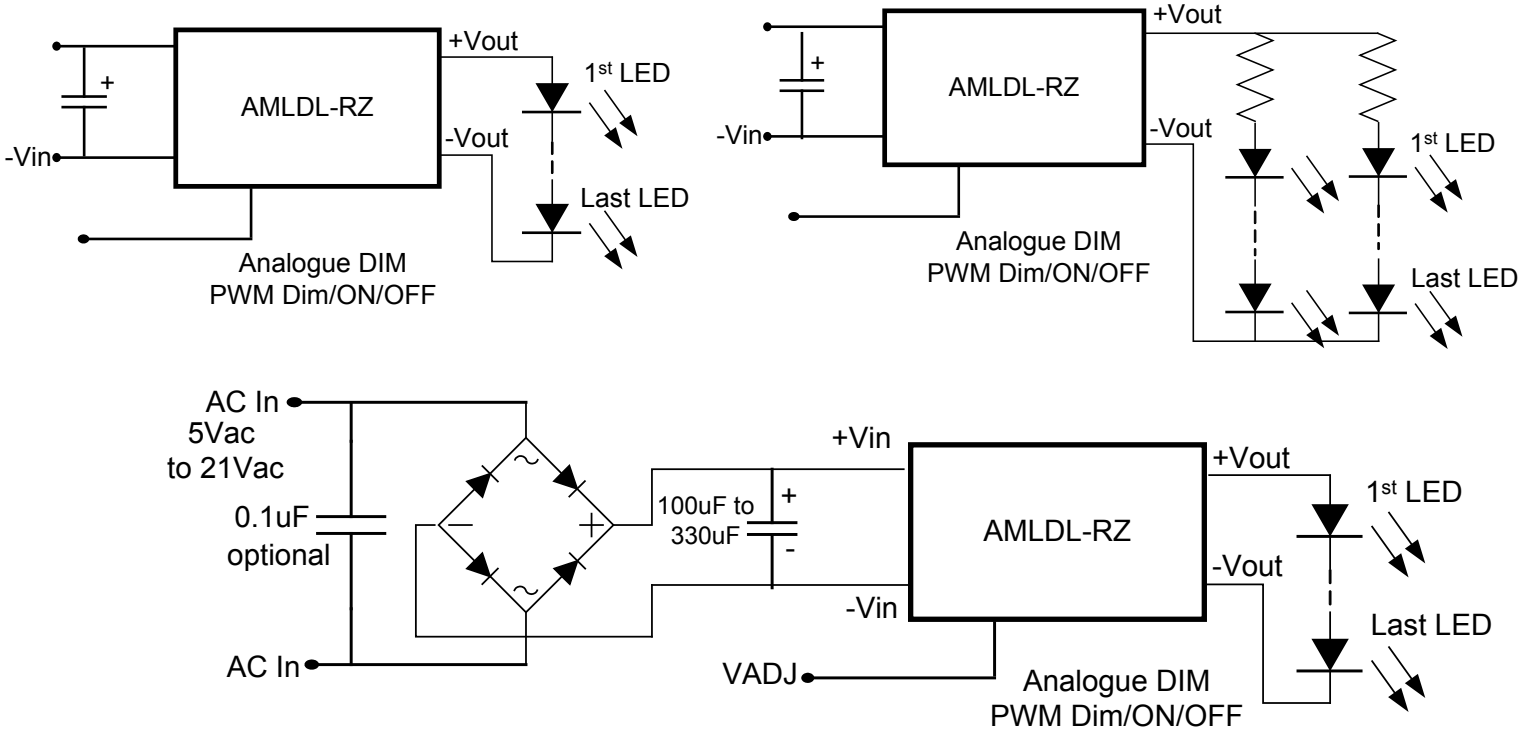 +Vout
+
1st LED
AMLDL-RZ
-Vout
-Vin
Last LED
Analogue DIM
PWM Dim/ON/OFF
+Vout
+
AMLDL-RZ
-Vin
-Vout
1st LED
Analogue DIM
PWM Dim/ON/OFF
Last LED
AC In
5Vac
to 21Vac
0.1uF
optional
AC In
~
-
+
~
+Vin
100uF to
330uF
+
-
-Vin
AMLDL-RZ
+Vout
1st LED
-Vout
Last LED
VADJ
Analogue DIM
PWM Dim/ON/OFF